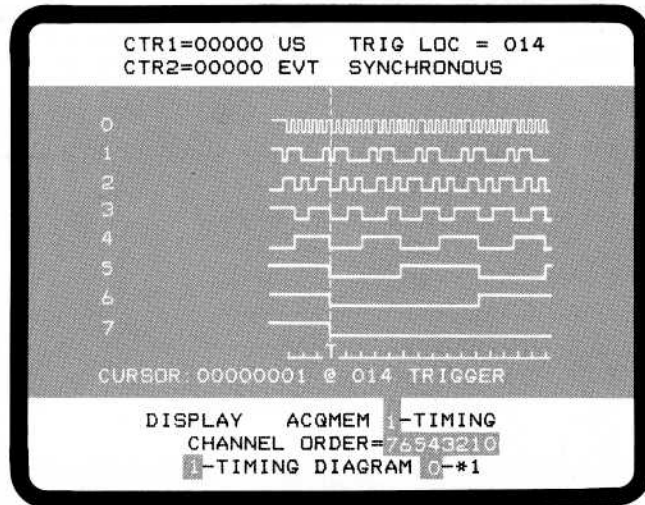 CTR1=00000 US TRIG LOC = 014
CTR2=00000 EVT SYNCHRONOUS
0
1
2
3
4
5
6
7
T
CURSOR: 00000001 @ 014 TRIGGER
DISPLAY ACQMEM 1-TIMING
CHANNEL ORDER=76543210
1-TIMING DIAGRAM 0-*1